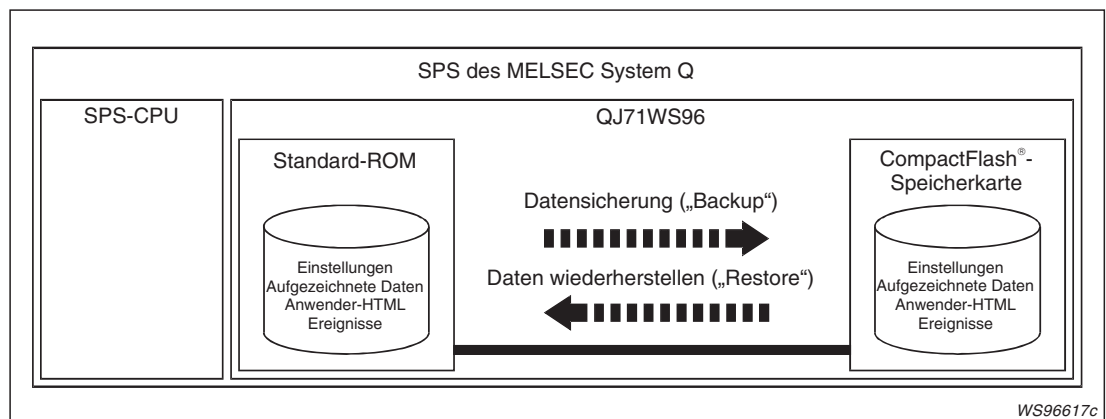 SPS des MELSEC System Q
SPS-CPU
QJ71WS96
Standard-ROM
Einstellungen
Aufgezeichnete Daten
Anwender-HTML
Ereignisse
Datensicherung („Backup“)
Daten wiederherstellen („Restore“)
CompactFlash®-
Speicherkarte
Einstellungen
Aufgezeichnete Daten
Anwender-HTML
Ereignisse
WS96617c